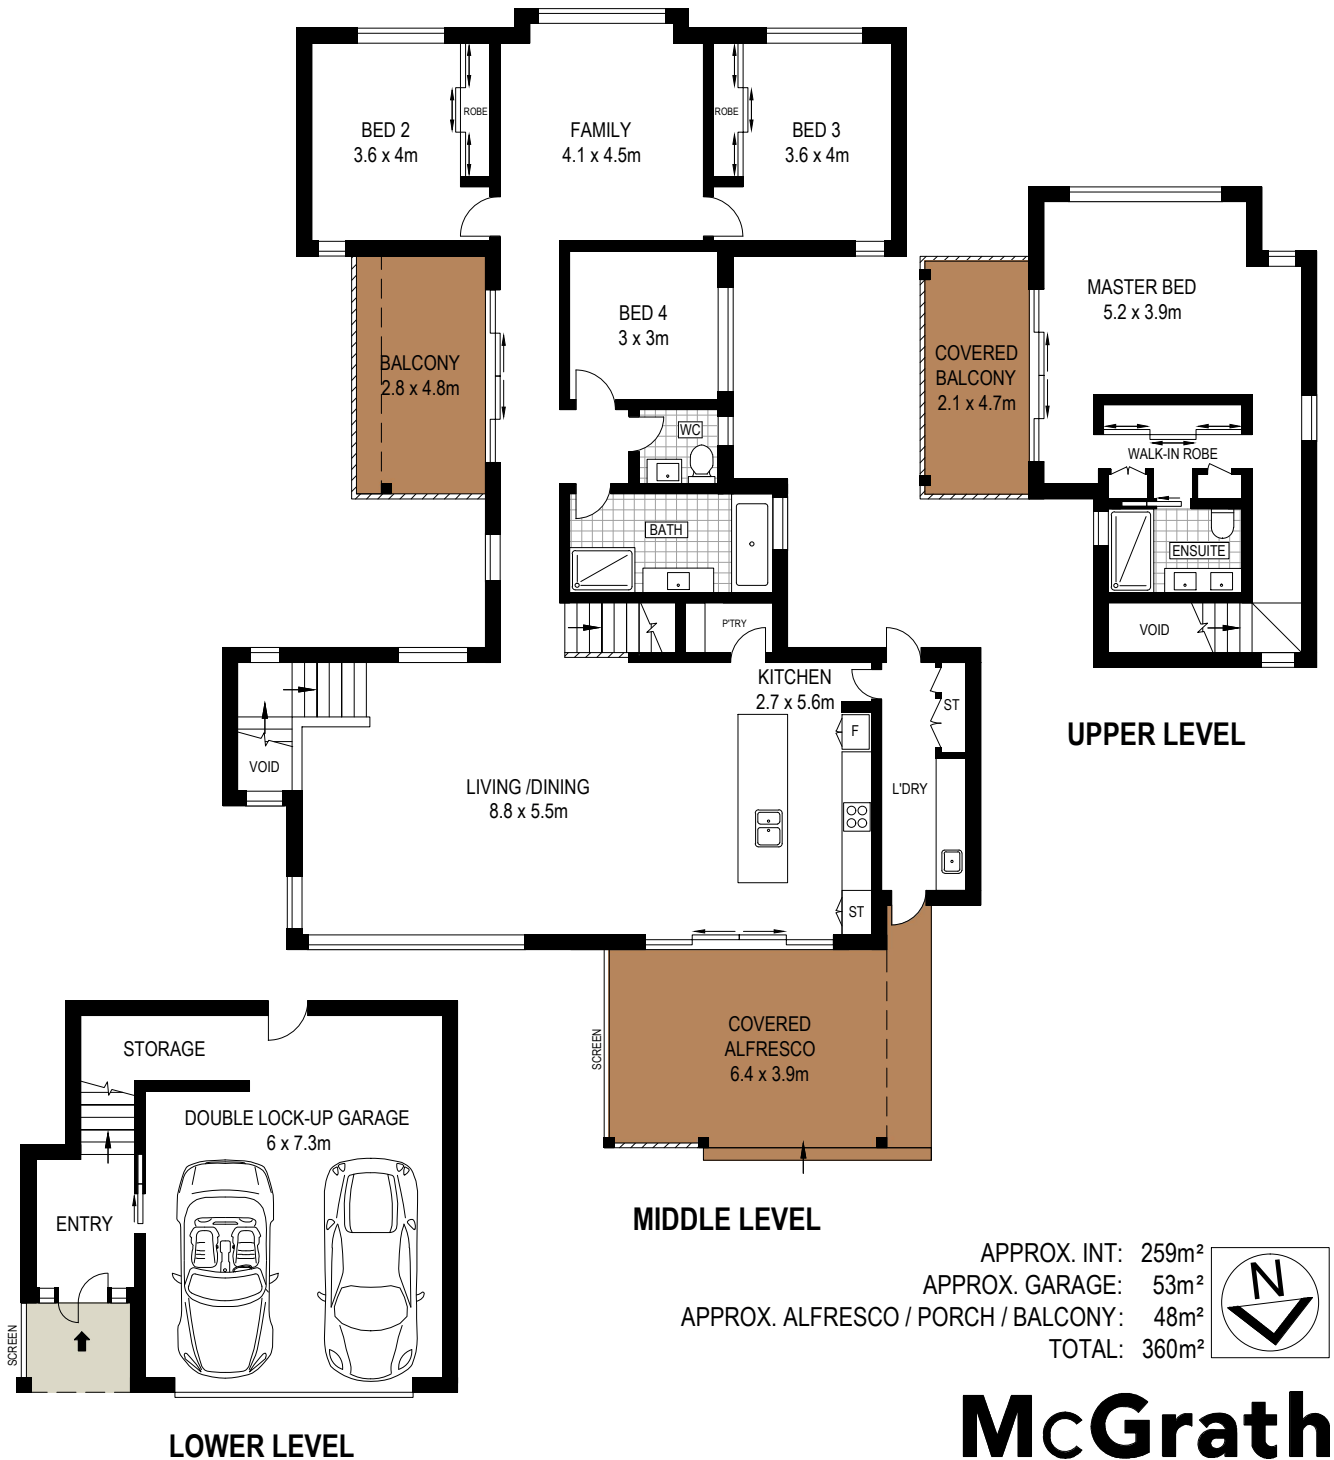 BED 2
3.6 x 4m
ROBE
FAMILY
4.1 x 4.5m
ROBE
BED 3
3.6 x 4m
BED 4
3 x 3m
BALCONY
2.8 x 4.8m
WC
BATH
P'TRY
KITCHEN
2.7 x 5.6m
F
ST
L'DRY
ST
VOID
LIVING /DINING
8.8 x 5.5m
SCREEN
COVERED
ALFRESCO
6.4 x 3.9m
MIDDLE LEVEL
MASTER BED
5.2 x 3.9m
COVERED
BALCONY
2.1 x 4.7m
WALK-IN ROBE
ENSUITE
VOID
UPPER LEVEL
STORAGE
DOUBLE LOCK-UP GARAGE
6 x 7.3m
ENTRY
SCREEN
LOWER LEVEL
APPROX. INT: 259m²
APPROX. GARAGE: 53m²
APPROX. ALFRESCO / PORCH / BALCONY: 48m²
TOTAL: 360m²
N
McGrath